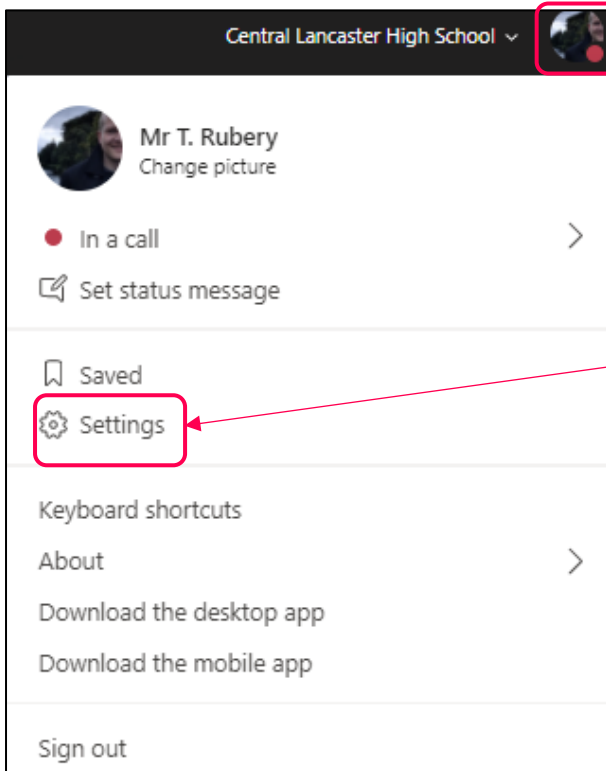 Central Lancaster High School
Mr T. Rubery
Change picture
In a call
Set status message
Saved
Settings
Keyboard shortcuts
About
Download the desktop app
Download the mobile app
Sign out